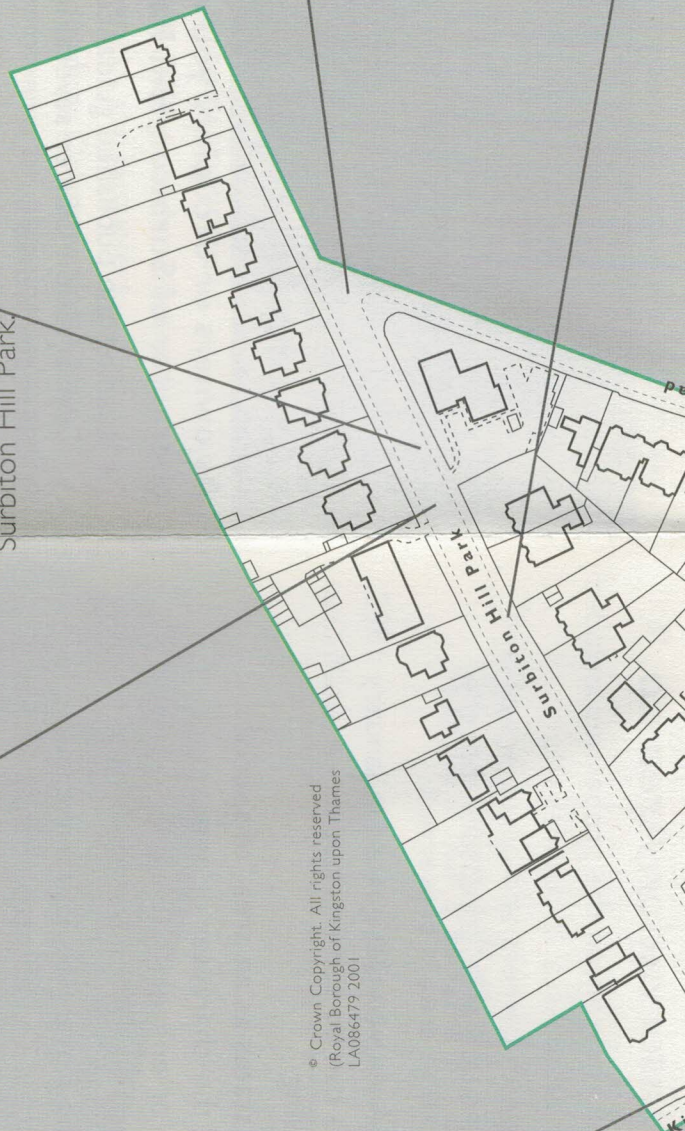 Surbiton Hill Park.
Surbiton Hill Park
© Crown Copyright. All rights reserved
(Royal Borough of Kingston upon Thames
LA086479 2001